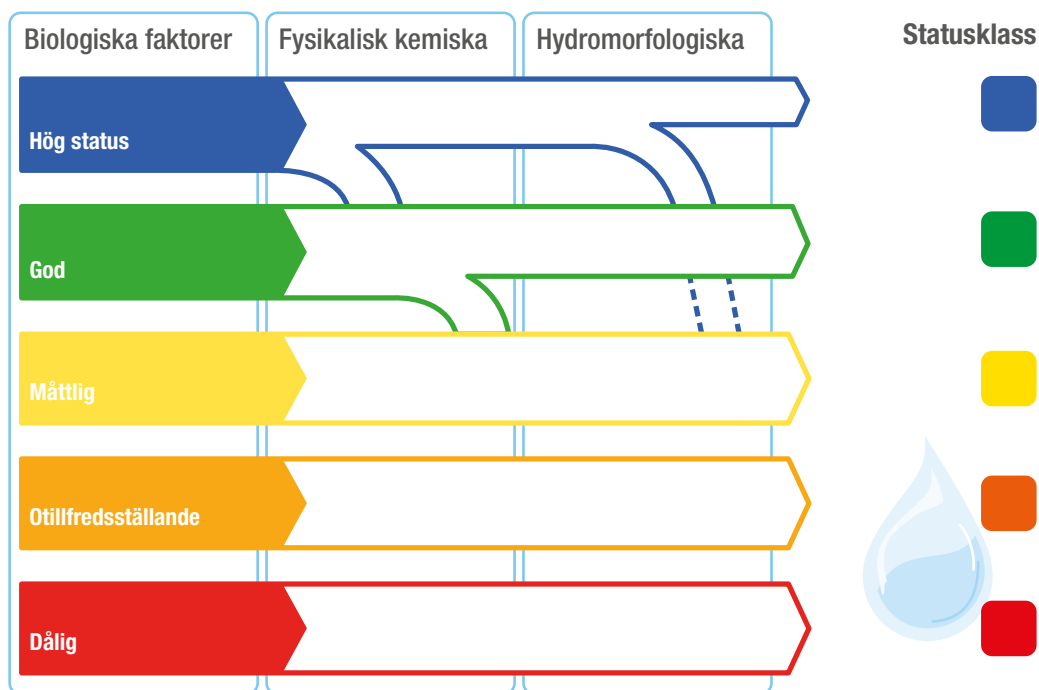 Biologiska faktorer
Fysikalisk kemiska
Hydromorfologiska
Statusklass
Hög status
God
Måttlig
Otillfredsställande
Dålig